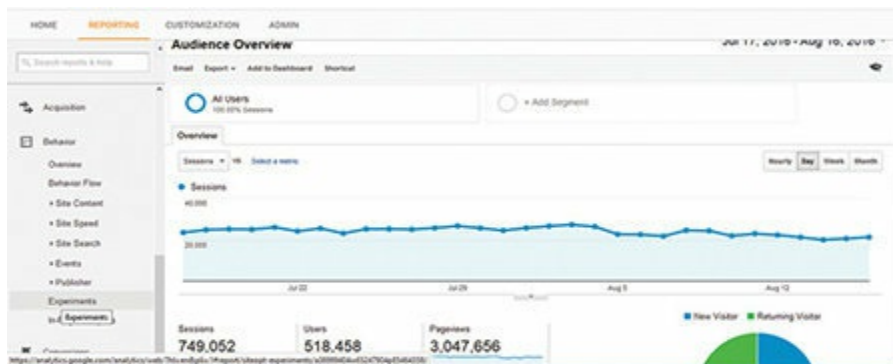 HOME REPORTING CUSTOMIZATION ADMIN
Audience Overview
Jul 17, 2016 - Aug 16, 2016
Search reports & help
Email Export Add to Dashboard Shortcut
Acquisition
All Users
100.00% Sessions
+ Add Segment
Behavior
Overview
Overview
Sessions VS Select a metric
Hourly Day Week Month
Behavior Flow
Sessions
+ Site Content
40,000
+ Site Speed
+ Site Search
20,000
+ Events
+ Publisher
Jul 22 Jul 29 Aug 5 Aug 12
Experiments
Experiments
New Visitor Returning Visitor
Sessions Users Pageviews
749,052 518,458 3,047,656